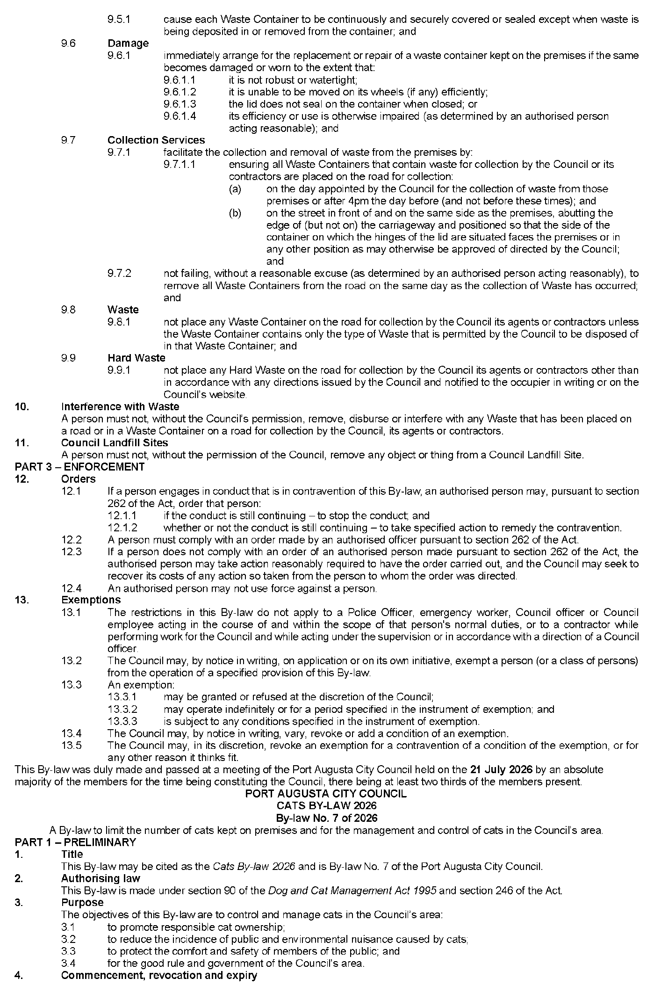 9.5.1 cause each Waste Container to be continuously and securely covered or sealed except when waste is
being deposited in or removed from the container; and
9.6 Damage
9.6.1 immediately arrange for the replacement or repair of a waste container kept on the premises if the same
becomes damaged or worn to the extent that:
9.6.1.1 it is not robust or watertight;
9.6.1.2 it is unable to be moved on its wheels (if any) efficiently;
9.6.1.3 the lid does not seal on the container when closed; or
9.6.1.4 its efficiency or use is otherwise impaired (as determined by an authorised person
acting reasonable); and
9.7 Collection Services
9.7.1 facilitate the collection and removal of waste from the premises by:
9.7.1.1 ensuring all Waste Containers that contain waste for collection by the Council or its
contractors are placed on the road for collection:
(a) on the day appointed by the Council for the collection of waste from those
premises or after 4pm the day before (and not before these times); and
(b) on the street in front of and on the same side as the premises, abutting the
edge of (but not on) the carriageway and positioned so that the side of the
container on which the hinges of the lid are situated faces the premises or in
any other position as may otherwise be approved of directed by the Council;
and
9.7.2 not failing, without a reasonable excuse (as determined by an authorised person acting reasonably), to
remove all Waste Containers from the road on the same day as the collection of Waste has occurred;
and
9.8 Waste
9.8.1 not place any Waste Container on the road for collection by the Council its agents or contractors unless
the Waste Container contains only the type of Waste that is permitted by the Council to be disposed of
in that Waste Container; and
9.9 Hard Waste
9.9.1 not place any Hard Waste on the road for collection by the Council its agents or contractors other than
in accordance with any directions issued by the Council and notified to the occupier in writing or on the
Council's website.
10. Interference with Waste
A person must not, without the Council's permission, remove, disburse or interfere with any Waste that has been placed on
a road or in a Waste Container on a road for collection by the Council, its agents or contractors.
11. Council Landfill Sites
A person must not, without the permission of the Council, remove any object or thing from a Council Landfill Site.
PART 3 – ENFORCEMENT
12. Orders
12.1 If a person engages in conduct that is in contravention of this By-law, an authorised person may, pursuant to section
262 of the Act, order that person:
12.1.1 if the conduct is still continuing – to stop the conduct; and
12.1.2 whether or not the conduct is still continuing – to take specified action to remedy the contravention.
12.2 A person must comply with an order made by an authorised officer pursuant to section 262 of the Act.
12.3 If a person does not comply with an order of an authorised person made pursuant to section 262 of the Act, the
authorised person may take action reasonably required to have the order carried out, and the Council may seek to
recover its costs of any action so taken from the person to whom the order was directed.
12.4 An authorised person may not use force against a person.
13. Exemptions
13.1 The restrictions in this By-law do not apply to a Police Officer, emergency worker, Council officer or Council
employee acting in the course of and within the scope of that person's normal duties, or to a contractor while
performing work for the Council and while acting under the supervision or in accordance with a direction of a Council
officer.
13.2 The Council may, by notice in writing, on application or on its own initiative, exempt a person (or a class of persons)
from the operation of a specified provision of this By-law.
13.3 An exemption:
13.3.1 may be granted or refused at the discretion of the Council;
13.3.2 may operate indefinitely or for a period specified in the instrument of exemption; and
13.3.3 is subject to any conditions specified in the instrument of exemption.
13.4 The Council may, by notice in writing, vary, revoke or add a condition of an exemption.
13.5 The Council may, in its discretion, revoke an exemption for a contravention of a condition of the exemption, or for
any other reason it thinks fit.
This By-law was duly made and passed at a meeting of the Port Augusta City Council held on the 21 July 2026 by an absolute
majority of the members for the time being constituting the Council, there being at least two thirds of the members present.
PORT AUGUSTA CITY COUNCIL
CATS BY-LAW 2026
By-law No. 7 of 2026
A By-law to limit the number of cats kept on premises and for the management and control of cats in the Council's area.
PART 1 – PRELIMINARY
1. Title
This By-law may be cited as the Cats By-law 2026 and is By-law No. 7 of the Port Augusta City Council.
2. Authorising law
This By-law is made under section 90 of the Dog and Cat Management Act 1995 and section 246 of the Act.
3. Purpose
The objectives of this By-law are to control and manage cats in the Council's area:
3.1 to promote responsible cat ownership;
3.2 to reduce the incidence of public and environmental nuisance caused by cats;
3.3 to protect the comfort and safety of members of the public; and
3.4 for the good rule and government of the Council's area.
4. Commencement, revocation and expiry